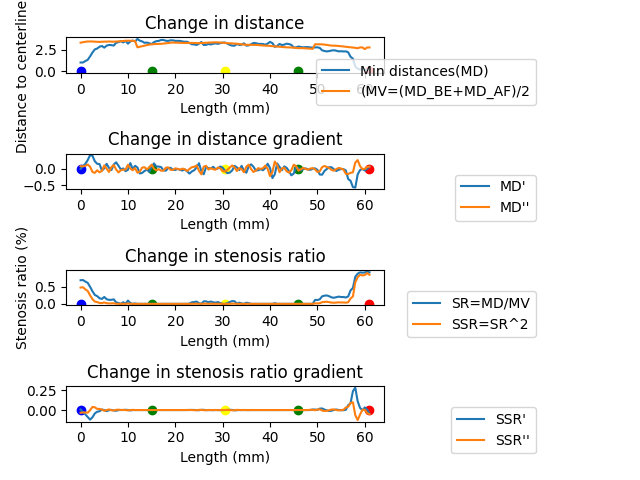 Change in distance
Distance to centerline
2.5
0.0
0 10 20 30 40 50 60
Length (mm)
Min distances(MD)
(MV=(MD_BE+MD_AF)/2
Change in distance gradient
0.0
−0.5
0 10 20 30 40 50 60
Length (mm)
MD'
MD''
Change in stenosis ratio
Stenosis ratio (%)
0.5
0.0
0 10 20 30 40 50 60
Length (mm)
SR=MD/MV
SSR=SR^2
Change in stenosis ratio gradient
0.25
0.00
0 10 20 30 40 50 60
Length (mm)
SSR'
SSR''